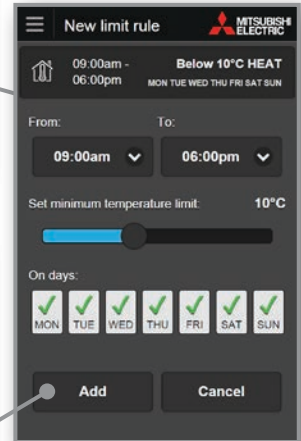 New limit rule
MITSUBISHI
ELECTRIC
09:00am -
06:00pm
Below 10°C HEAT
MON TUE WED THU FRI SAT SUN
From:
To:
09:00am
06:00pm
Set minimum temperature limit:
10°C
On days:
MON TUE WED THU FRI SAT SUN
Add
Cancel